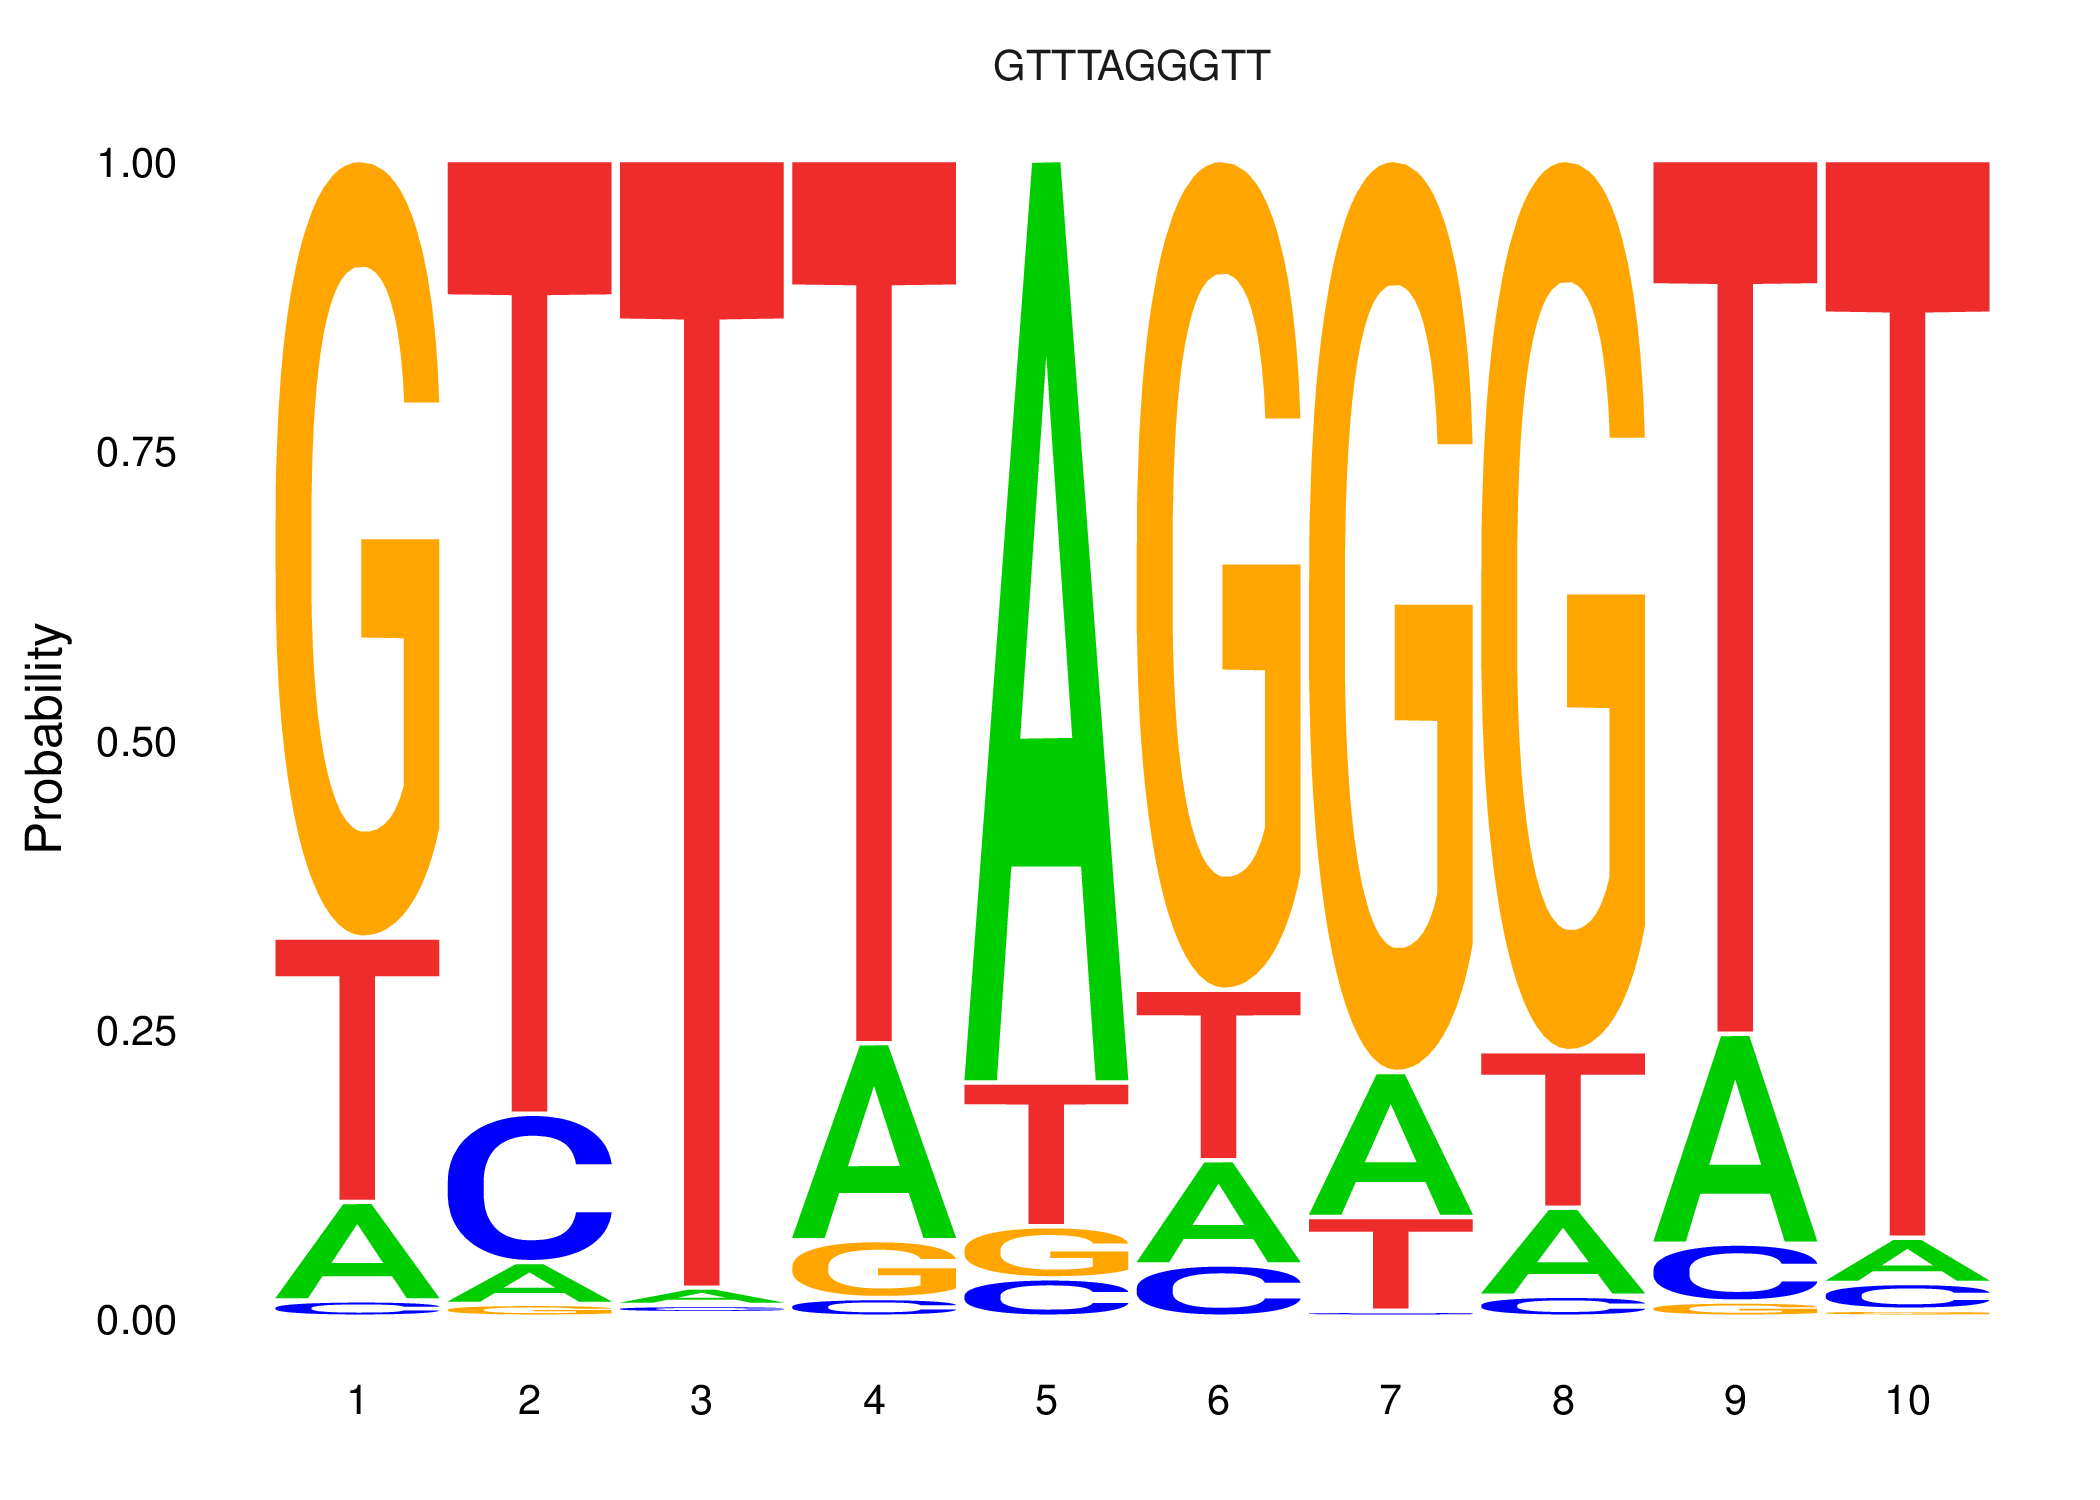 GTTTAGGGTT
1.00
0.75
0.50
0.25
0.00
Probability
G T T T A G G G T T
T C A A T T A T A A
A A C G G A T A C C
C G C C C C G G
1 2 3 4 5 6 7 8 9 10